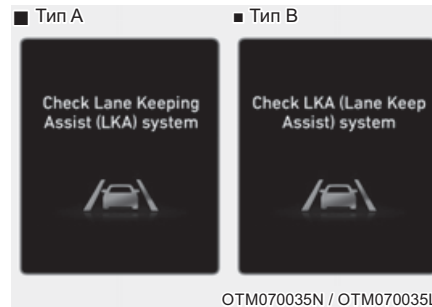 ■ Тип A ■ Тип B
Check Lane Keeping
Assist (LKA) system
Check LKA (Lane Keep
Assist) system
OTM070035N / OTM070035L